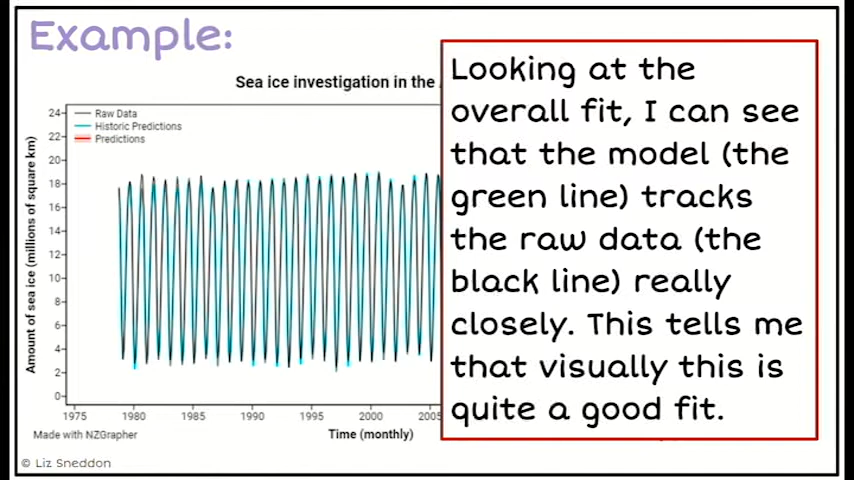 Example:
Sea ice investigation in the
Looking at the
overall fit, I can see
that the model (the
green line) tracks
the raw data (the
black line) really
closely. This tells me
that visually this is
quite a good fit.
Raw Data
Historic Predictions
Predictions
Amount of sea ice (millions of square km)
24
22
20
18
16
14
12
10
8
6
4
2
0
1975
1980
1985
1990
1995
2000
2005
Made with NZGrapher
Time (monthly)
© Liz Sneddon